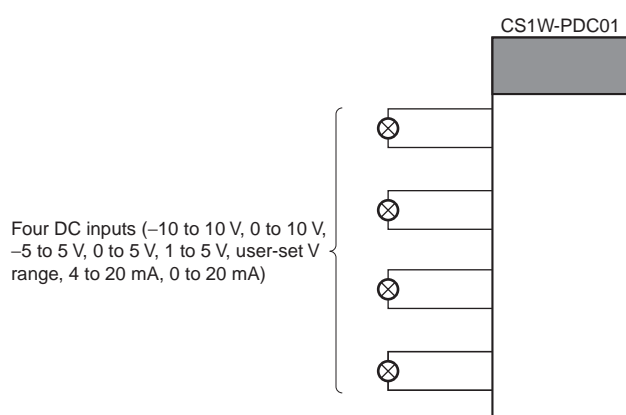 CS1W-PDC01
Four DC inputs (–10 to 10 V, 0 to 10 V,
–5 to 5 V, 0 to 5 V, 1 to 5 V, user-set V
range, 4 to 20 mA, 0 to 20 mA)